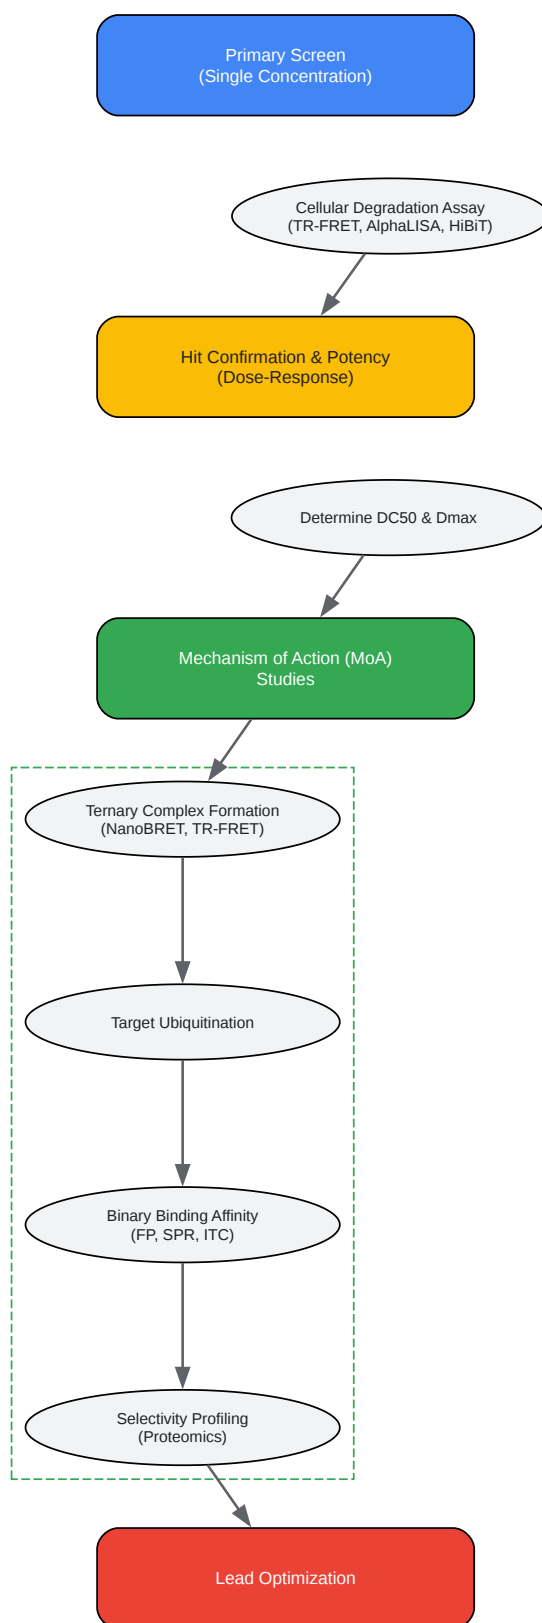 Primary Screen
(Single Concentration)
Cellular Degradation Assay
(TR-FRET, AlphaLISA, HiBiT)
Hit Confirmation & Potency
(Dose-Response)
Determine DC50 & Dmax
Mechanism of Action (MoA)
Studies
Ternary Complex Formation
(NanoBRET, TR-FRET)
Target Ubiquitination
Binary Binding Affinity
(FP, SPR, ITC)
Selectivity Profiling
(Proteomics)
Lead Optimization